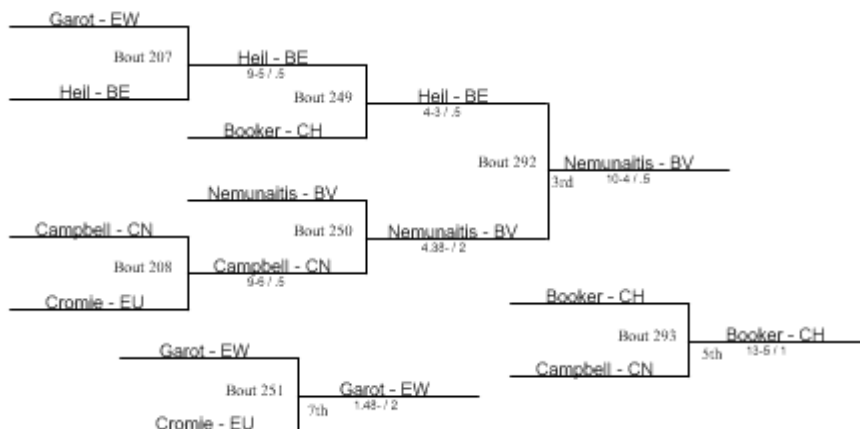 Garot - EW
Bout 207
Heil - BE
9-5 / .5
Heil - BE
Bout 249
Heil - BE
4-3 / .5
Booker - CH
Bout 292
Nemunaitis - BV
10-4 / .5
3rd
Nemunaitis - BV
Campbell - CN
Bout 250
Nemunaitis - BV
4.38- / 2
Bout 208
Campbell - CN
9-6 / .5
Cromie - EU
Booker - CH
Bout 293
Booker - CH
13-5 / 1
5th
Campbell - CN
Garot - EW
Bout 251
Garot - EW
1.48- / 2
7th
Cromie - EU